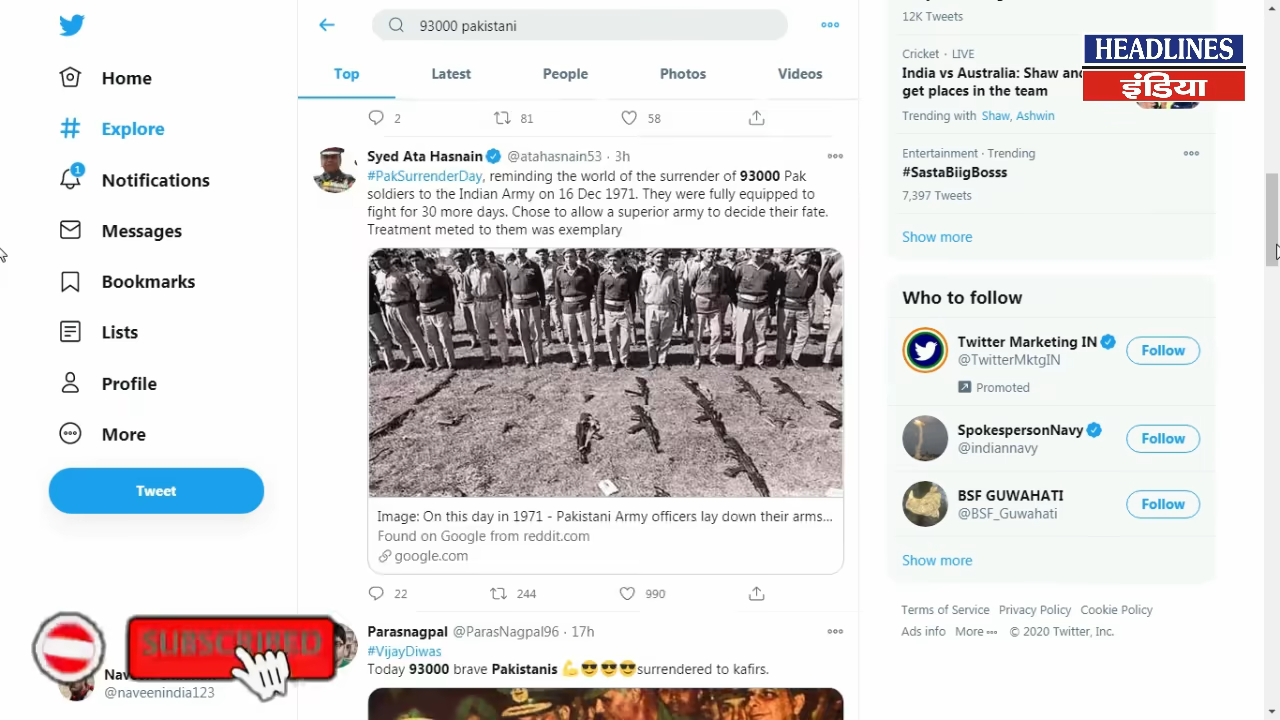 93000 pakistani
Top
Latest
People
Photos
Videos
Home
Explore
1
Notifications
Messages
Bookmarks
Lists
Profile
More
Tweet
@naveenindia123
SUBSCRIBED
2
81
58
Syed Ata Hasnain @atahasnain53 · 3h
#PakSurrenderDay, reminding the world of the surrender of 93000 Pak
soldiers to the Indian Army on 16 Dec 1971. They were fully equipped to
fight for 30 more days. Chose to allow a superior army to decide their fate.
Treatment meted to them was exemplary
Image: On this day in 1971 - Pakistani Army officers lay down their arms...
Found on Google from reddit.com
google.com
22
244
990
Parasnagpal @ParasNagpal96 · 17h
#VijayDiwas
Today 93000 brave Pakistanis 💪😎😎😎surrendered to kafirs.
12K Tweets
Cricket · LIVE
India vs Australia: Shaw and
get places in the team
Trending with Shaw, Ashwin
HEADLINES
इंडिया
Entertainment · Trending
#SastaBiigBosss
7,397 Tweets
Show more
Who to follow
Twitter Marketing IN
@TwitterMktgIN
Promoted
Follow
SpokespersonNavy
@indiannavy
Follow
BSF GUWAHATI
@BSF_Guwahati
Follow
Show more
Terms of Service Privacy Policy Cookie Policy
Ads info More © 2020 Twitter, Inc.